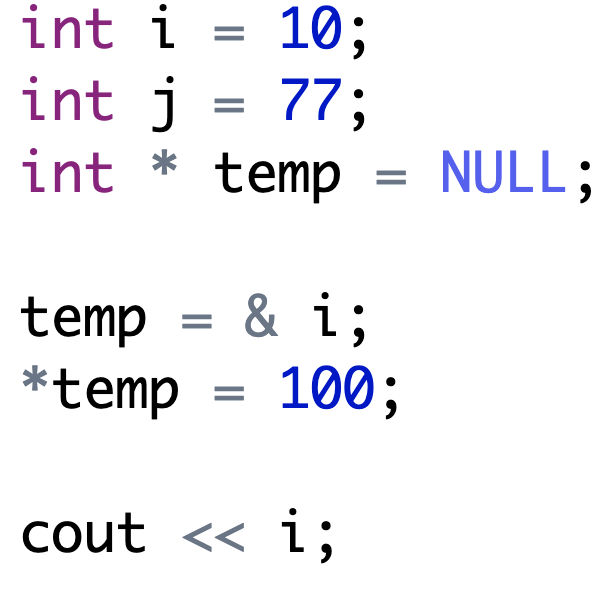 int i = 10;
int j = 77;
int * temp = NULL;
temp = & i;
*temp = 100;
cout << i;